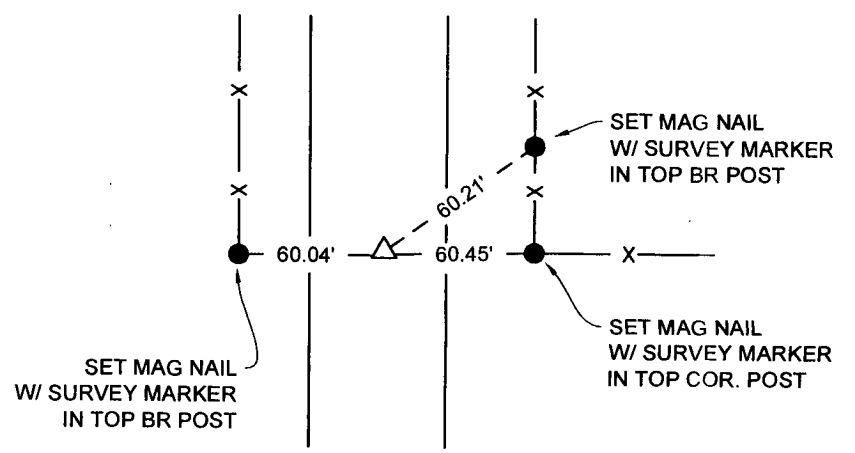 X
X
SET MAG NAIL
W/ SURVEY MARKER
IN TOP BR POST
X
X
60.21'
60.04'
60.45'
X
SET MAG NAIL
W/ SURVEY MARKER
IN TOP COR. POST
SET MAG NAIL
W/ SURVEY MARKER
IN TOP BR POST